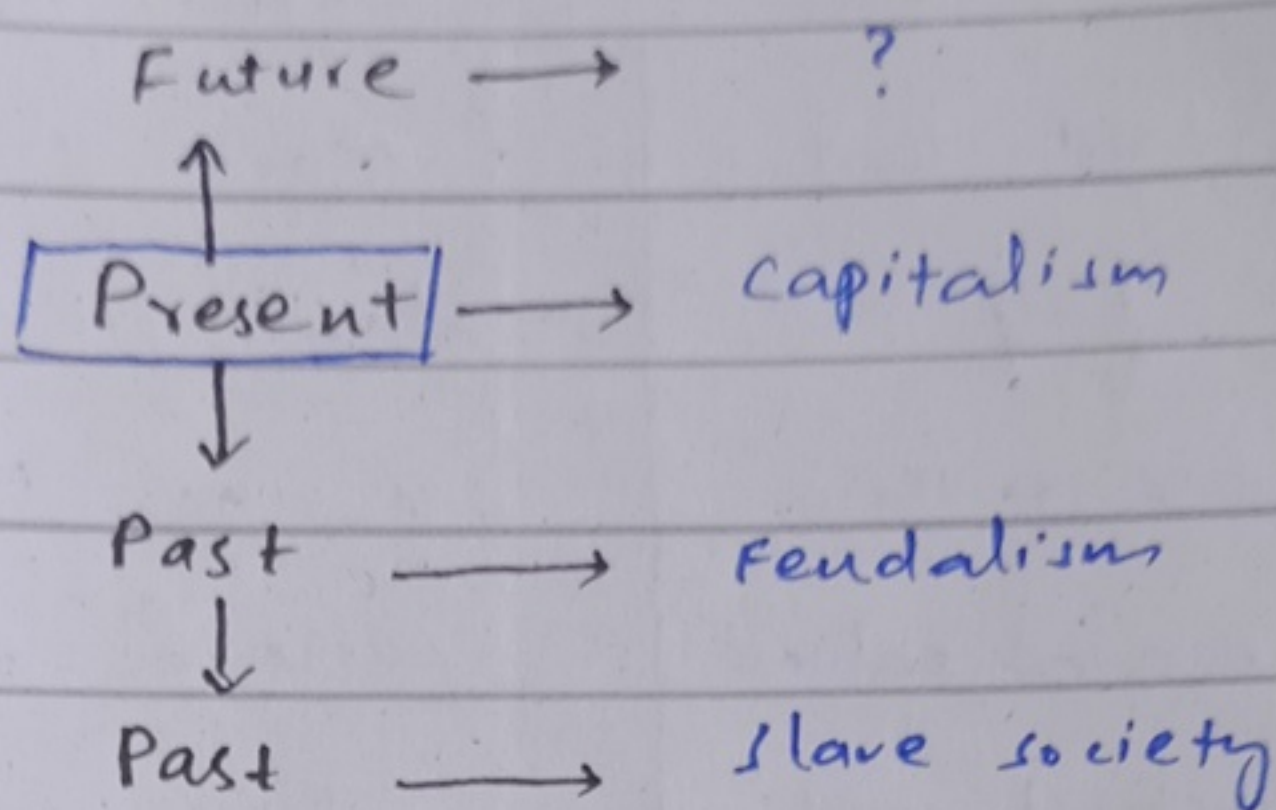 Future → ?
↑
Present → Capitalism
↓
Past → Feudalism
↓
Past → Slave society